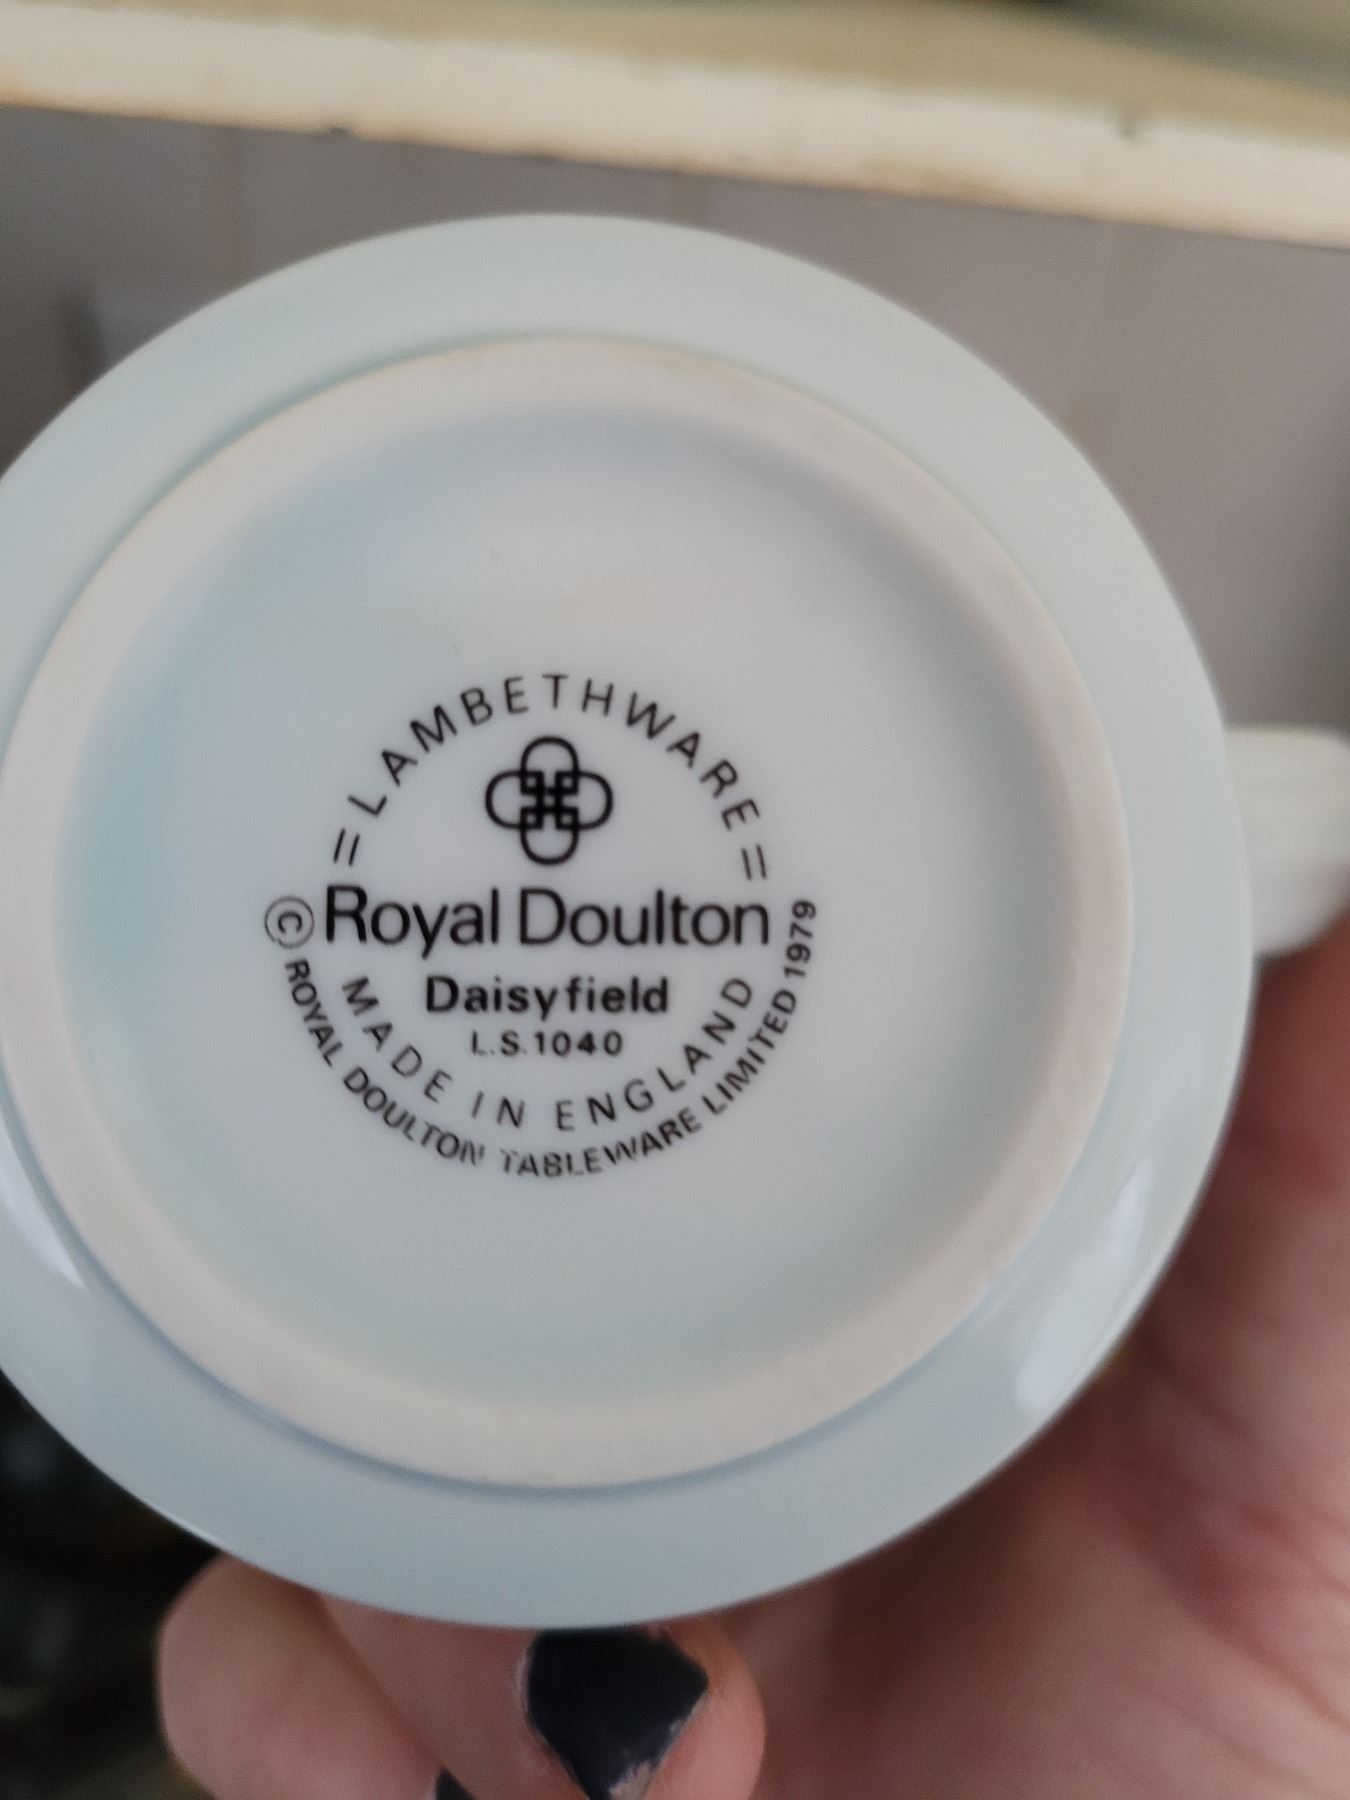 = LAMBETHWARE =
© Royal Doulton
Daisyfield
L.S.1040
MADE IN ENGLAND
ROYAL DOULTON TABLEWARE LIMITED 1979